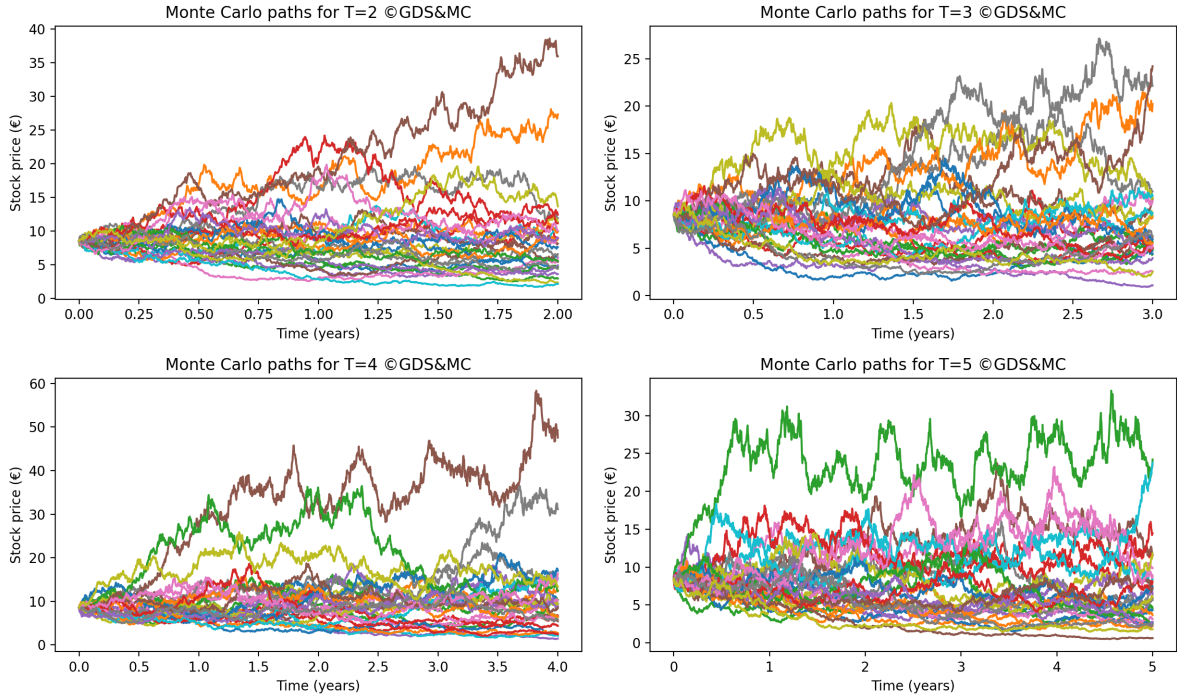 Monte Carlo paths for T=2 ©GDS&MC
Stock price (€)
40
35
30
25
20
15
10
5
0
0.00 0.25 0.50 0.75 1.00 1.25 1.50 1.75 2.00
Time (years)
Monte Carlo paths for T=3 ©GDS&MC
Stock price (€)
25
20
15
10
5
0
0.0 0.5 1.0 1.5 2.0 2.5 3.0
Time (years)
Monte Carlo paths for T=4 ©GDS&MC
Stock price (€)
60
50
40
30
20
10
0
0.0 0.5 1.0 1.5 2.0 2.5 3.0 3.5 4.0
Time (years)
Monte Carlo paths for T=5 ©GDS&MC
Stock price (€)
30
25
20
15
10
5
0
0 1 2 3 4 5
Time (years)